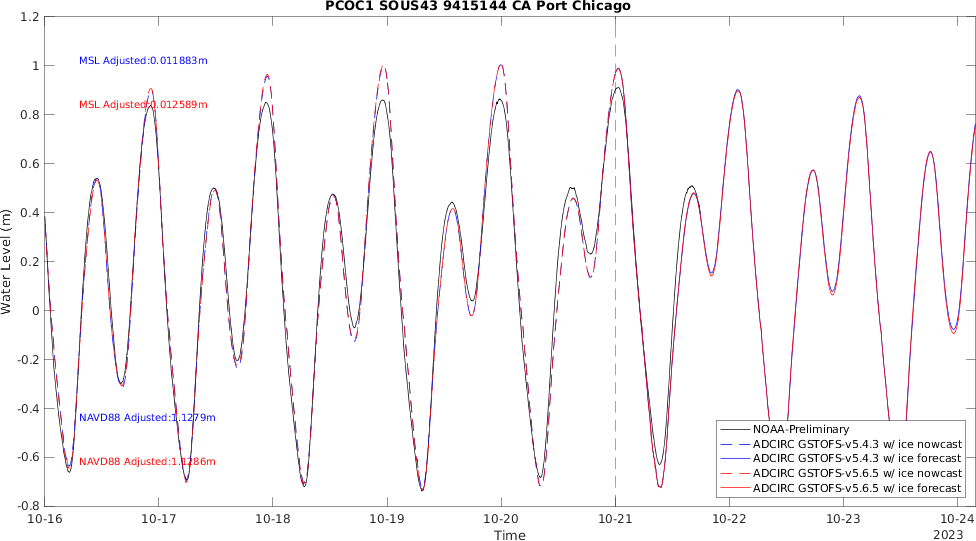 PCOC1 SOUS43 9415144 CA Port Chicago
1.2
1
0.8
0.6
0.4
0.2
0
-0.2
-0.4
-0.6
-0.8
Water Level (m)
MSL Adjusted:0.011883m
MSL Adjusted:0.012589m
NAVD88 Adjusted:1.1279m
NAVD88 Adjusted:1.1286m
NOAA-Preliminary
ADCIRC GSTOFS-v5.4.3 w/ ice nowcast
ADCIRC GSTOFS-v5.4.3 w/ ice forecast
ADCIRC GSTOFS-v5.6.5 w/ ice nowcast
ADCIRC GSTOFS-v5.6.5 w/ ice forecast
10-16 10-17 10-18 10-19 10-20 10-21 10-22 10-23 10-24
Time
2023